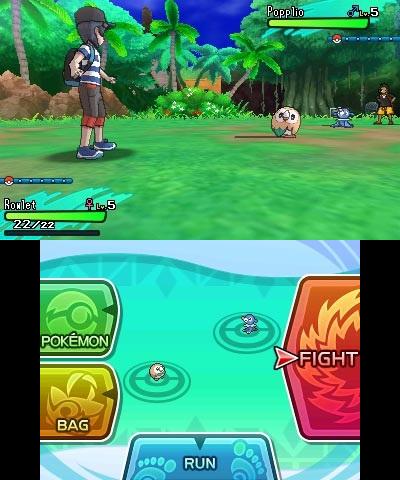 Popplio ♂ Lv.5
Rowlet ♀ Lv.5
22/22
POKÉMON
FIGHT
BAG
RUN